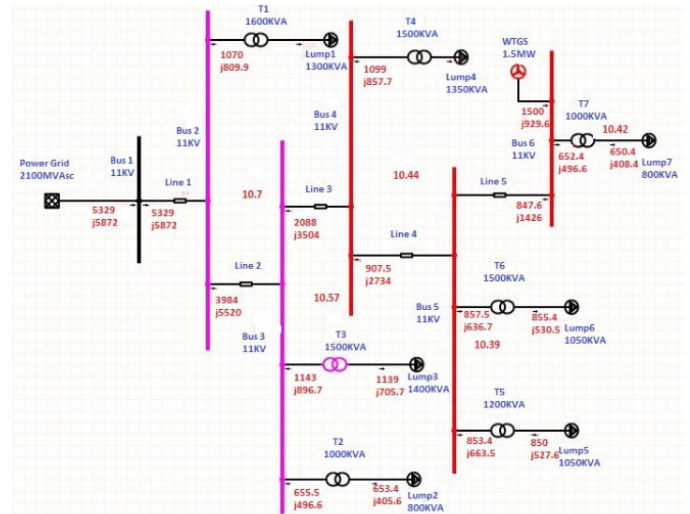 T1
1600KVA
1070
j809.9
Lump1
1300KVA
T4
1500KVA
1099
j857.7
Lump4
1350KVA
WTGS
1.5MW
1500
j929.6
T7
1000KVA
10.42
652.4
j496.6
650.4
j408.4
Lump7
800KVA
Bus 6
11KV
Bus 4
11KV
Bus 2
11KV
Bus 1
11KV
Power Grid
2100MVAsc
5329
j5872
5329
j5872
Line 1
10.7
Line 3
2088
j3504
10.44
Line 5
847.6
j1426
Line 4
907.5
j2734
Line 2
3984
j5520
10.57
Bus 3
11KV
T3
1500KVA
1143
j896.7
1139
j705.7
Lump3
1400KVA
Bus 5
11KV
T6
1500KVA
857.5
j636.7
855.4
j530.5
Lump6
1050KVA
10.39
T5
1200KVA
853.4
j663.5
850
j527.6
Lump5
1050KVA
T2
1000KVA
655.5
j496.6
653.4
j405.6
Lump2
800KVA